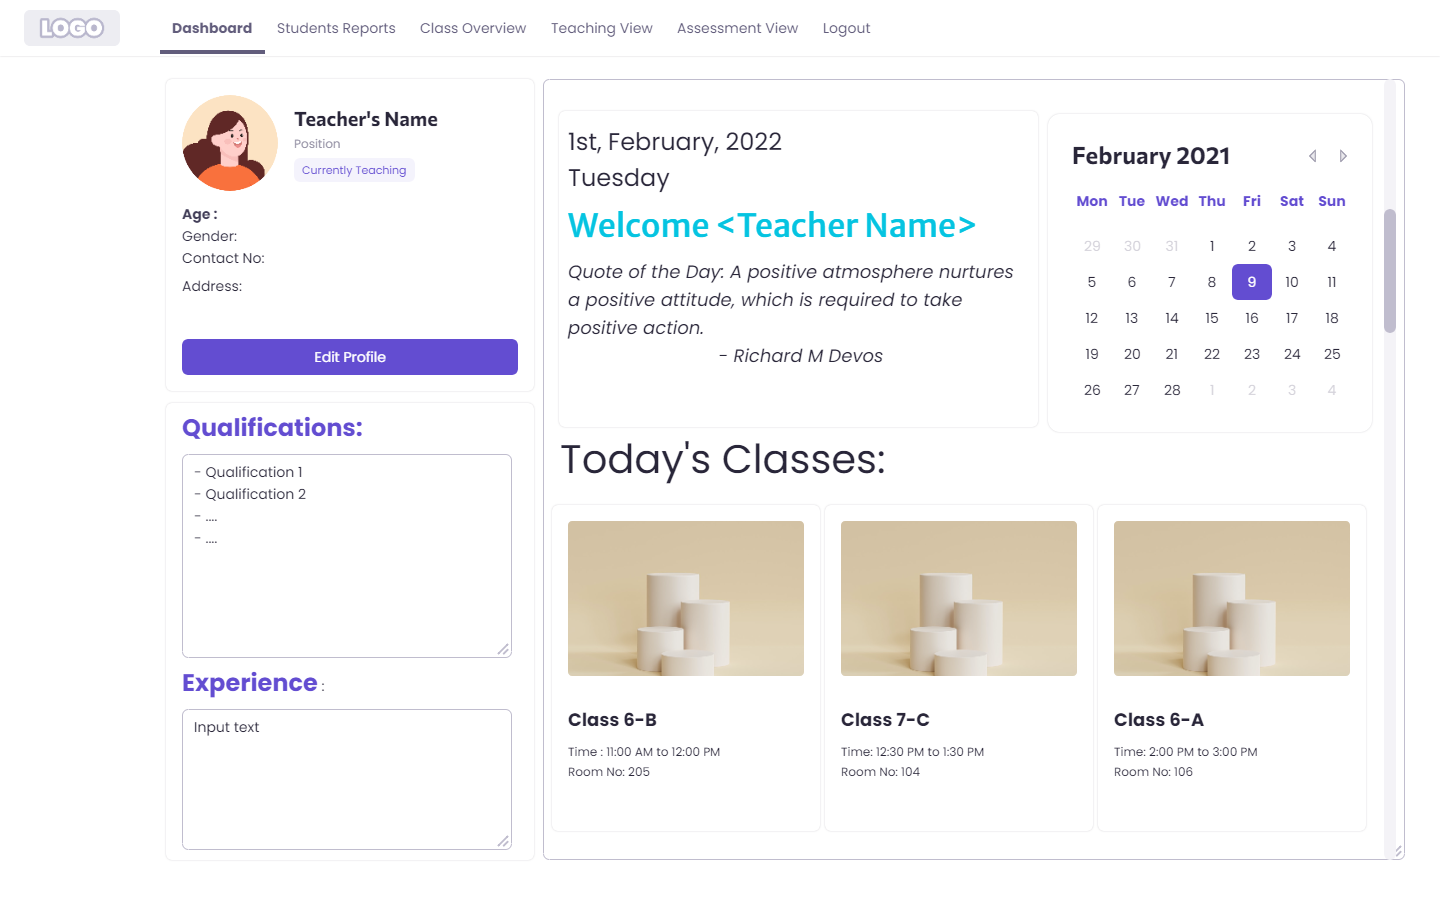 LOGO
Dashboard Students Reports Class Overview Teaching View Assessment View Logout
Teacher's Name
Position
Currently Teaching
Age :
Gender:
Contact No:
Address:
Edit Profile
Qualifications:
- Qualification 1
- Qualification 2
- ....
- ....
Experience :
Input text
1st, February, 2022
Tuesday
Welcome <Teacher Name>
Quote of the Day: A positive atmosphere nurtures
a positive attitude, which is required to take
positive action.
- Richard M Devos
February 2021
Mon Tue Wed Thu Fri Sat Sun
29 30 31 1 2 3 4
5 6 7 8 9 10 11
12 13 14 15 16 17 18
19 20 21 22 23 24 25
26 27 28 1 2 3 4
Today's Classes:
Class 6-B
Time : 11:00 AM to 12:00 PM
Room No: 205
Class 7-C
Time: 12:30 PM to 1:30 PM
Room No: 104
Class 6-A
Time: 2:00 PM to 3:00 PM
Room No: 106